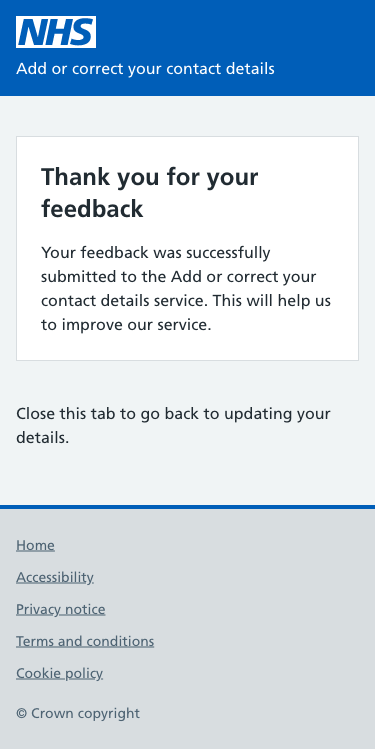 NHS
Add or correct your contact details
Thank you for your
feedback
Your feedback was successfully
submitted to the Add or correct your
contact details service. This will help us
to improve our service.
Close this tab to go back to updating your
details.
Home
Accessibility
Privacy notice
Terms and conditions
Cookie policy
© Crown copyright